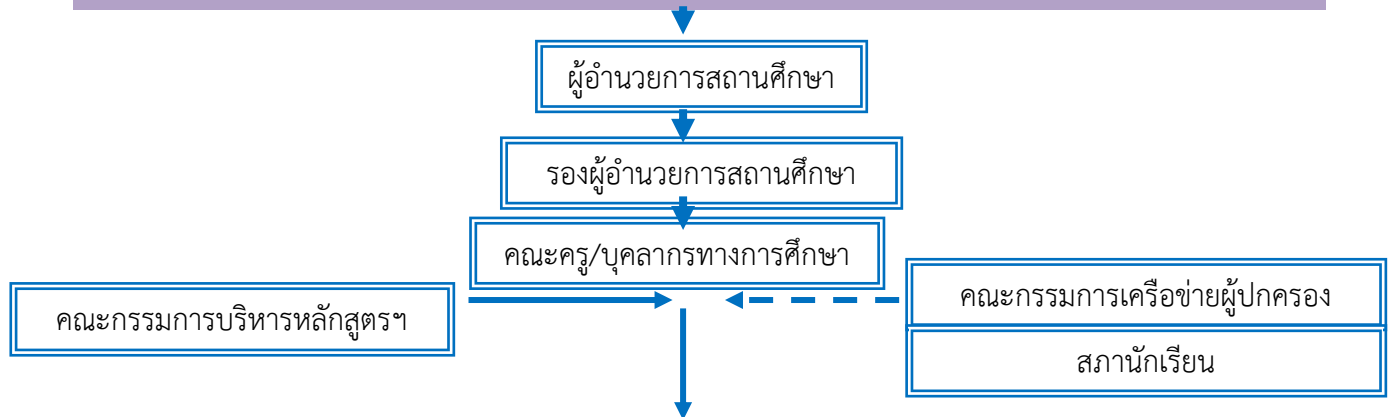 ผู้อำนวยการสถานศึกษา
รองผู้อำนวยการสถานศึกษา
คณะครู/บุคลากรทางการศึกษา
คณะกรรมการบริหารหลักสูตรฯ
คณะกรรมการเครือข่ายผู้ปกครอง
สภานักเรียน